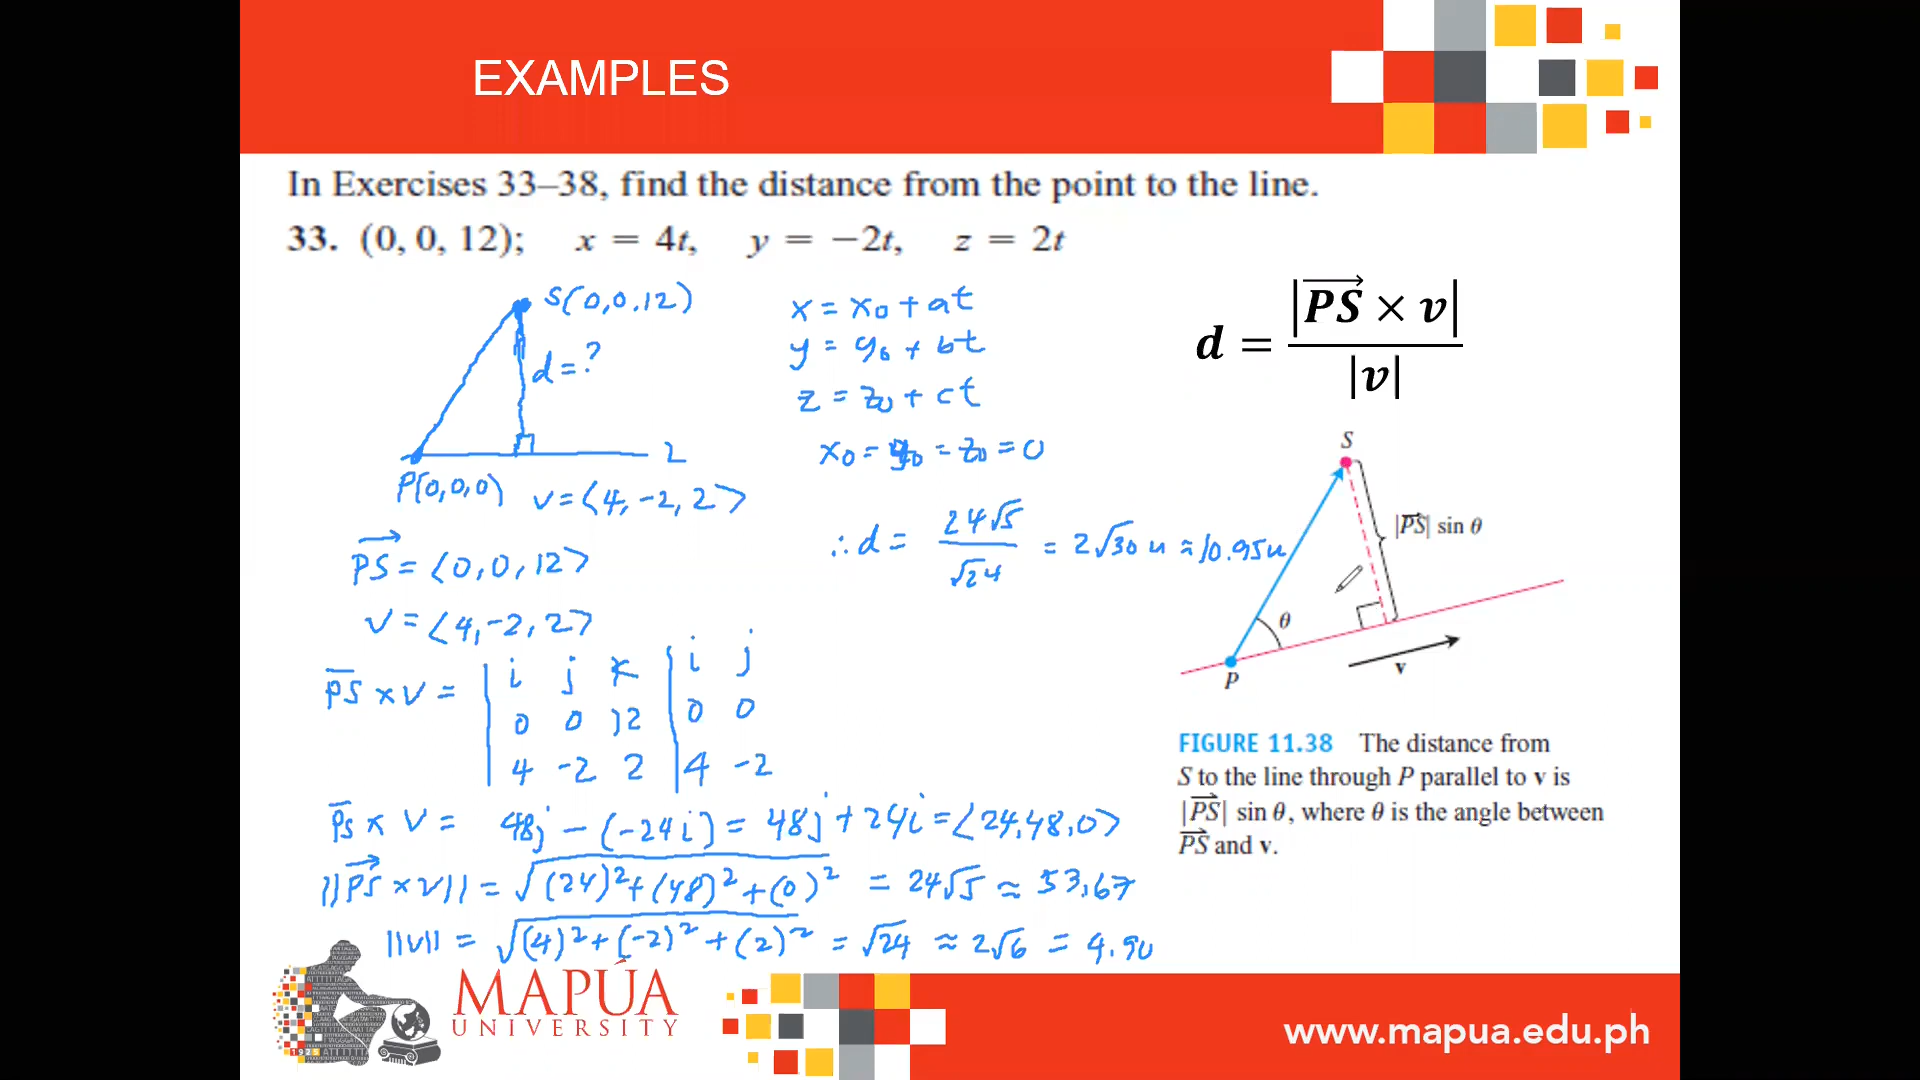 EXAMPLES
In Exercises 33–38, find the distance from the point to the line.
33. (0, 0, 12); x = 4t, y = −2t, z = 2t
S(0,0,12)
d = ?
L
P(0,0,0) v = ⟨4, -2, 2⟩
PS = ⟨0, 0, 12⟩
v = ⟨4, -2, 2⟩
PS × v = | i j k | i j
0 0 12 | 0 0
4 -2 2 | 4 -2
PS × v = 48j - (-24i) = 48j + 24i = ⟨24, 48, 0⟩
||PS × v|| = √(24)² + (48)² + (0)² = 24√5 ≈ 53.67
||v|| = √(4)² + (-2)² + (2)² = √24 ≈ 2√6 = 4.90
x = x₀ + at
y = y₀ + bt
z = z₀ + ct
x₀ = y₀ = z₀ = 0
∴ d = 24√5 / √24 = 2√30 u ≈ 10.95u
d = |PS × v| / |v|
S
|PS| sin θ
θ
P
v
FIGURE 11.38 The distance from
S to the line through P parallel to v is
|PS| sin θ, where θ is the angle between
PS and v.
1925
MAPÚA
UNIVERSITY
www.mapua.edu.ph